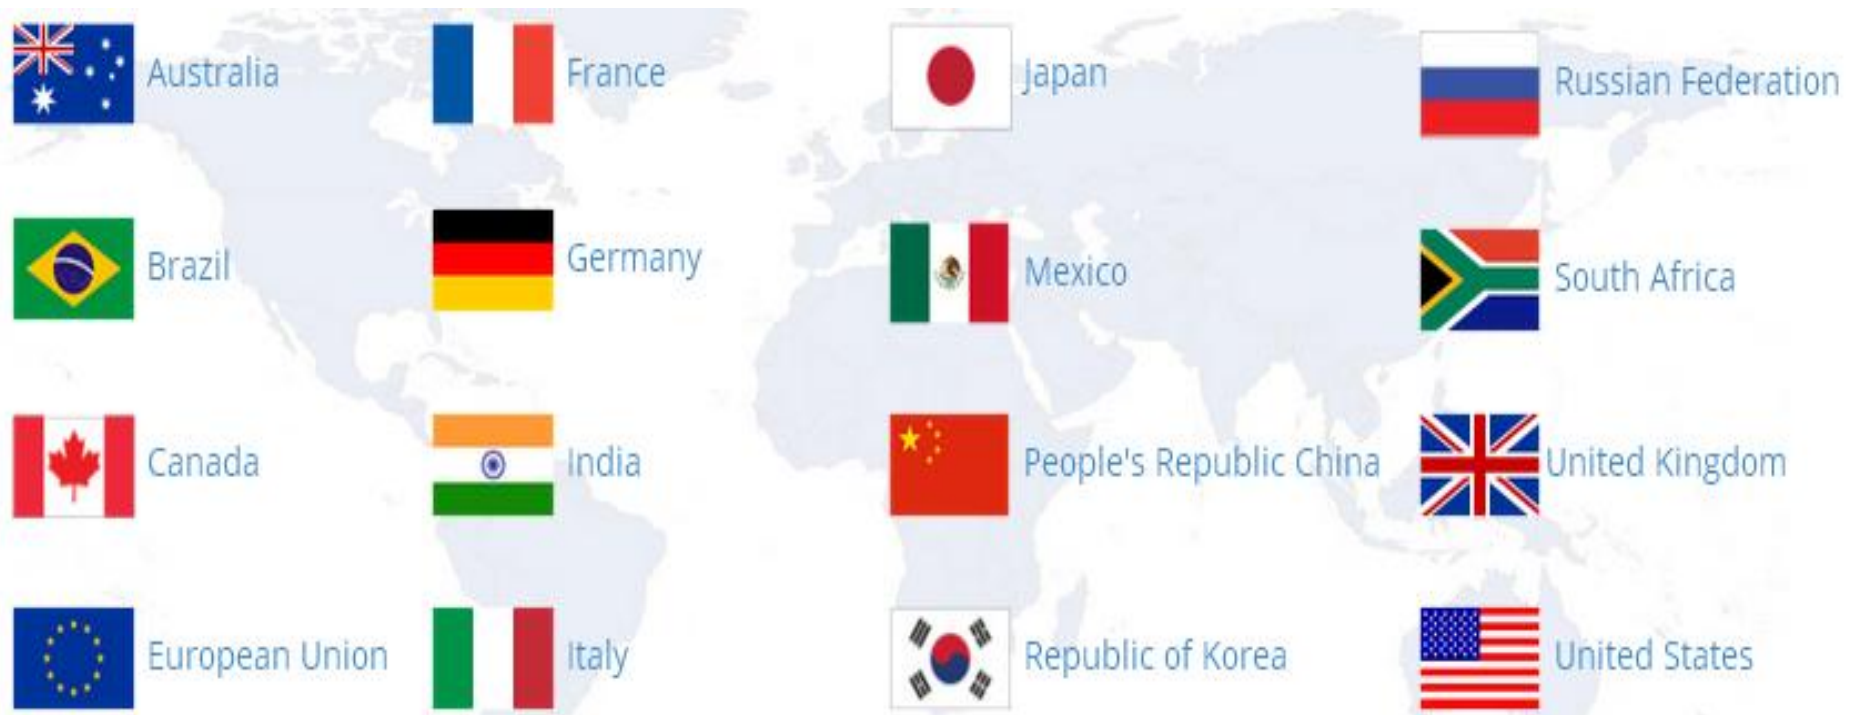 Australia
France
Japan
Russian Federation
Brazil
Germany
Mexico
South Africa
Canada
India
People's Republic China
United Kingdom
European Union
Italy
Republic of Korea
United States